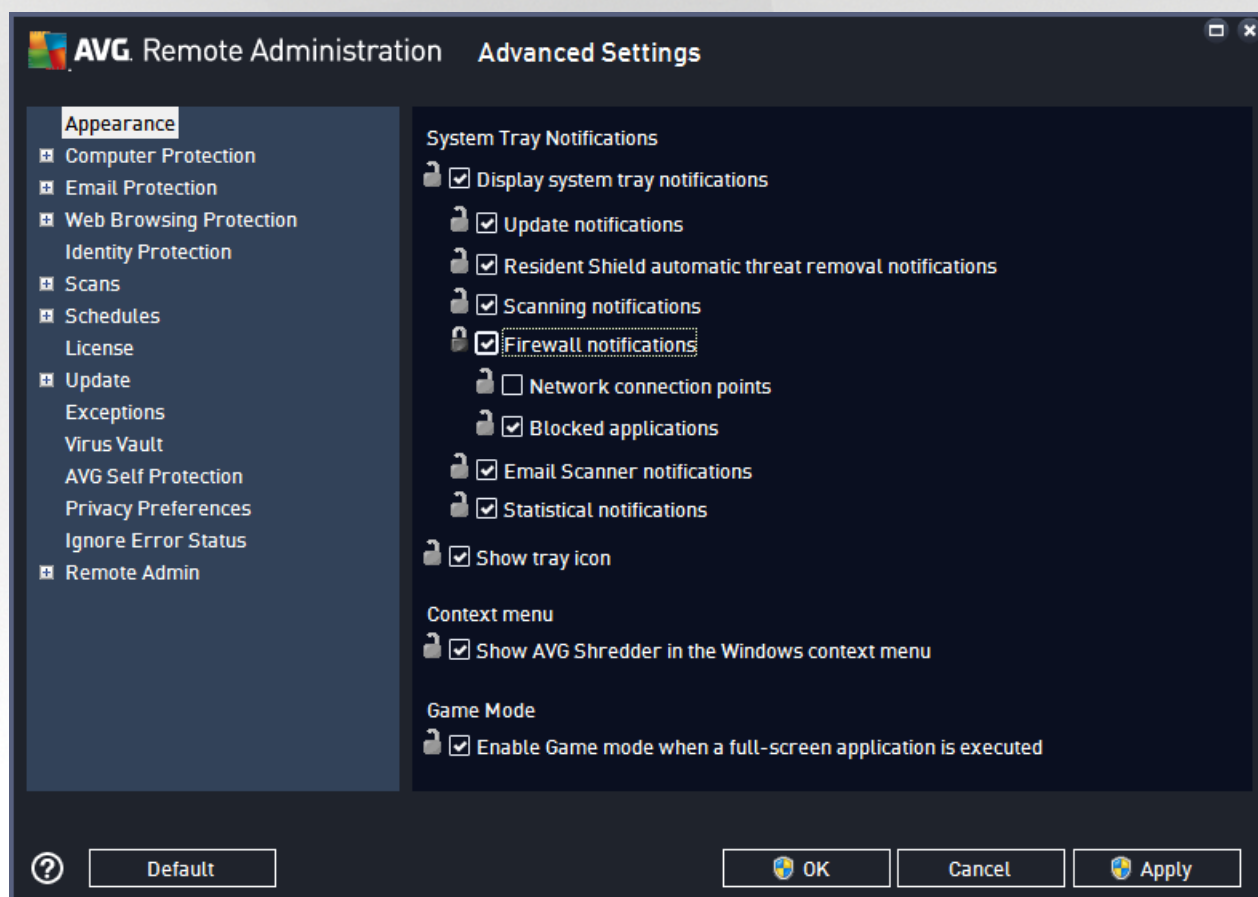 AVG. Remote Administration Advanced Settings
Appearance
Computer Protection
Email Protection
Web Browsing Protection
Identity Protection
Scans
Schedules
License
Update
Exceptions
Virus Vault
AVG Self Protection
Privacy Preferences
Ignore Error Status
Remote Admin
System Tray Notifications
Display system tray notifications
Update notifications
Resident Shield automatic threat removal notifications
Scanning notifications
Firewall notifications
Network connection points
Blocked applications
Email Scanner notifications
Statistical notifications
Show tray icon
Context menu
Show AVG Shredder in the Windows context menu
Game Mode
Enable Game mode when a full-screen application is executed
Default
OK
Cancel
Apply